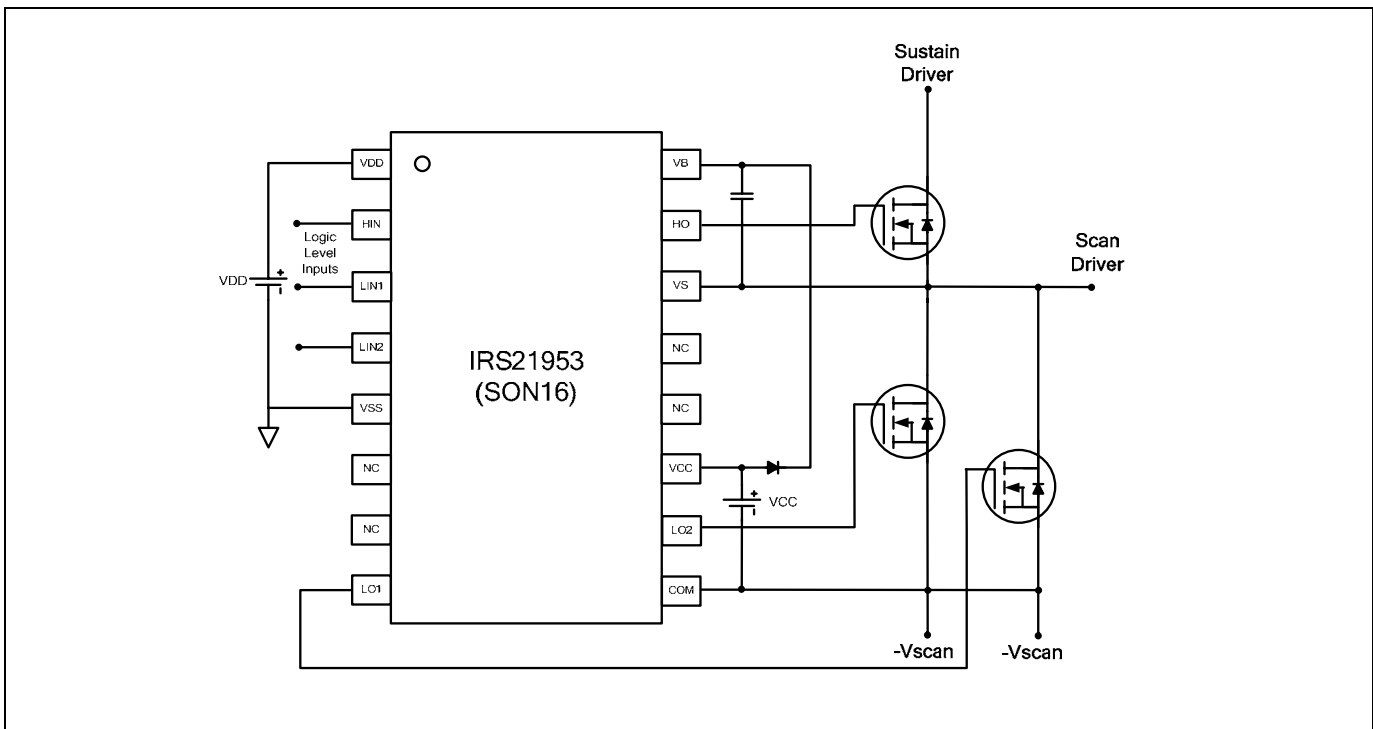 Sustain
Driver
VDD
HIN
LIN1
LIN2
VSS
NC
NC
LO1
Logic
Level
Inputs
VDD
+
IRS21953
(SON16)
VB
HO
VS
NC
NC
VCC
LO2
COM
+
VCC
Scan
Driver
-Vscan
-Vscan